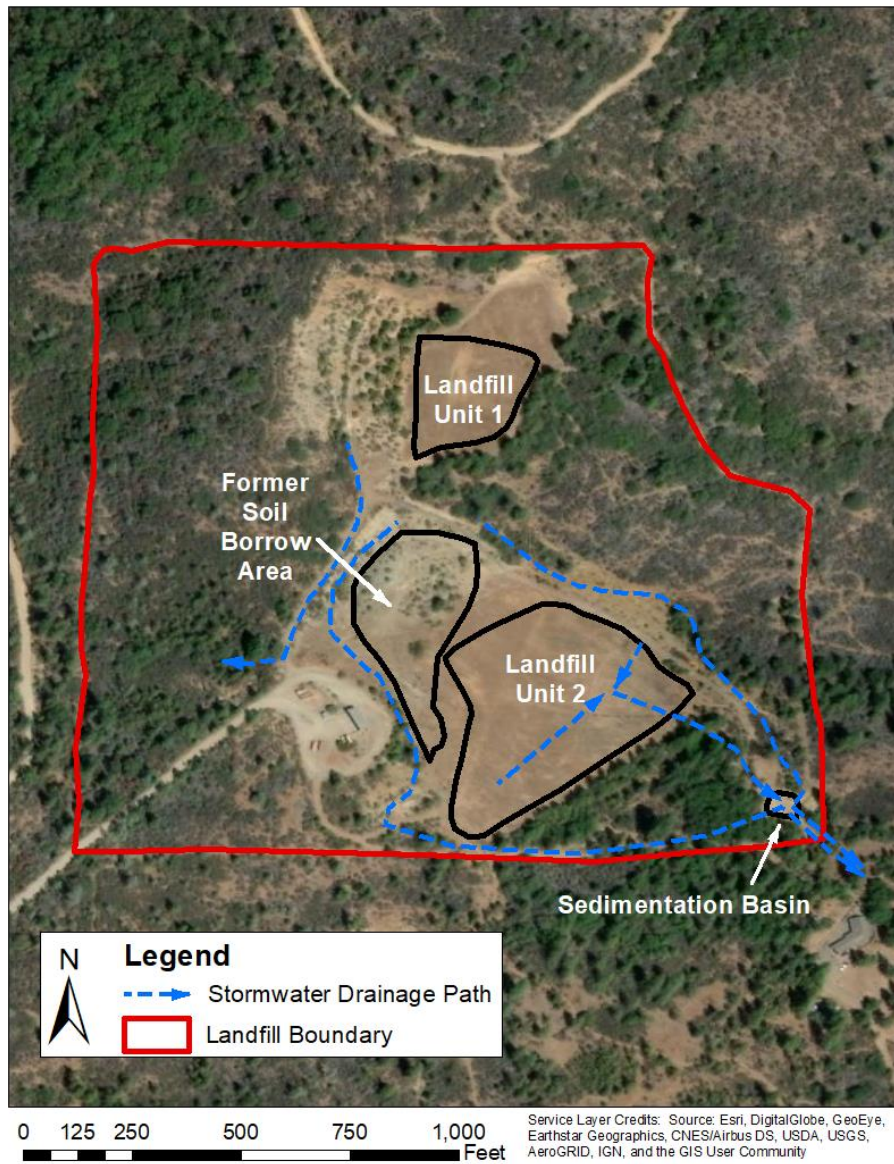 Landfill
Unit 1
Former
Soil
Borrow
Area
Landfill
Unit 2
Sedimentation Basin
N
Legend
Stormwater Drainage Path
Landfill Boundary
0 125 250 500 750 1,000
Feet
Service Layer Credits: Source: Esri, DigitalGlobe, GeoEye,
Earthstar Geographics, CNES/Airbus DS, USDA, USGS,
AeroGRID, IGN, and the GIS User Community